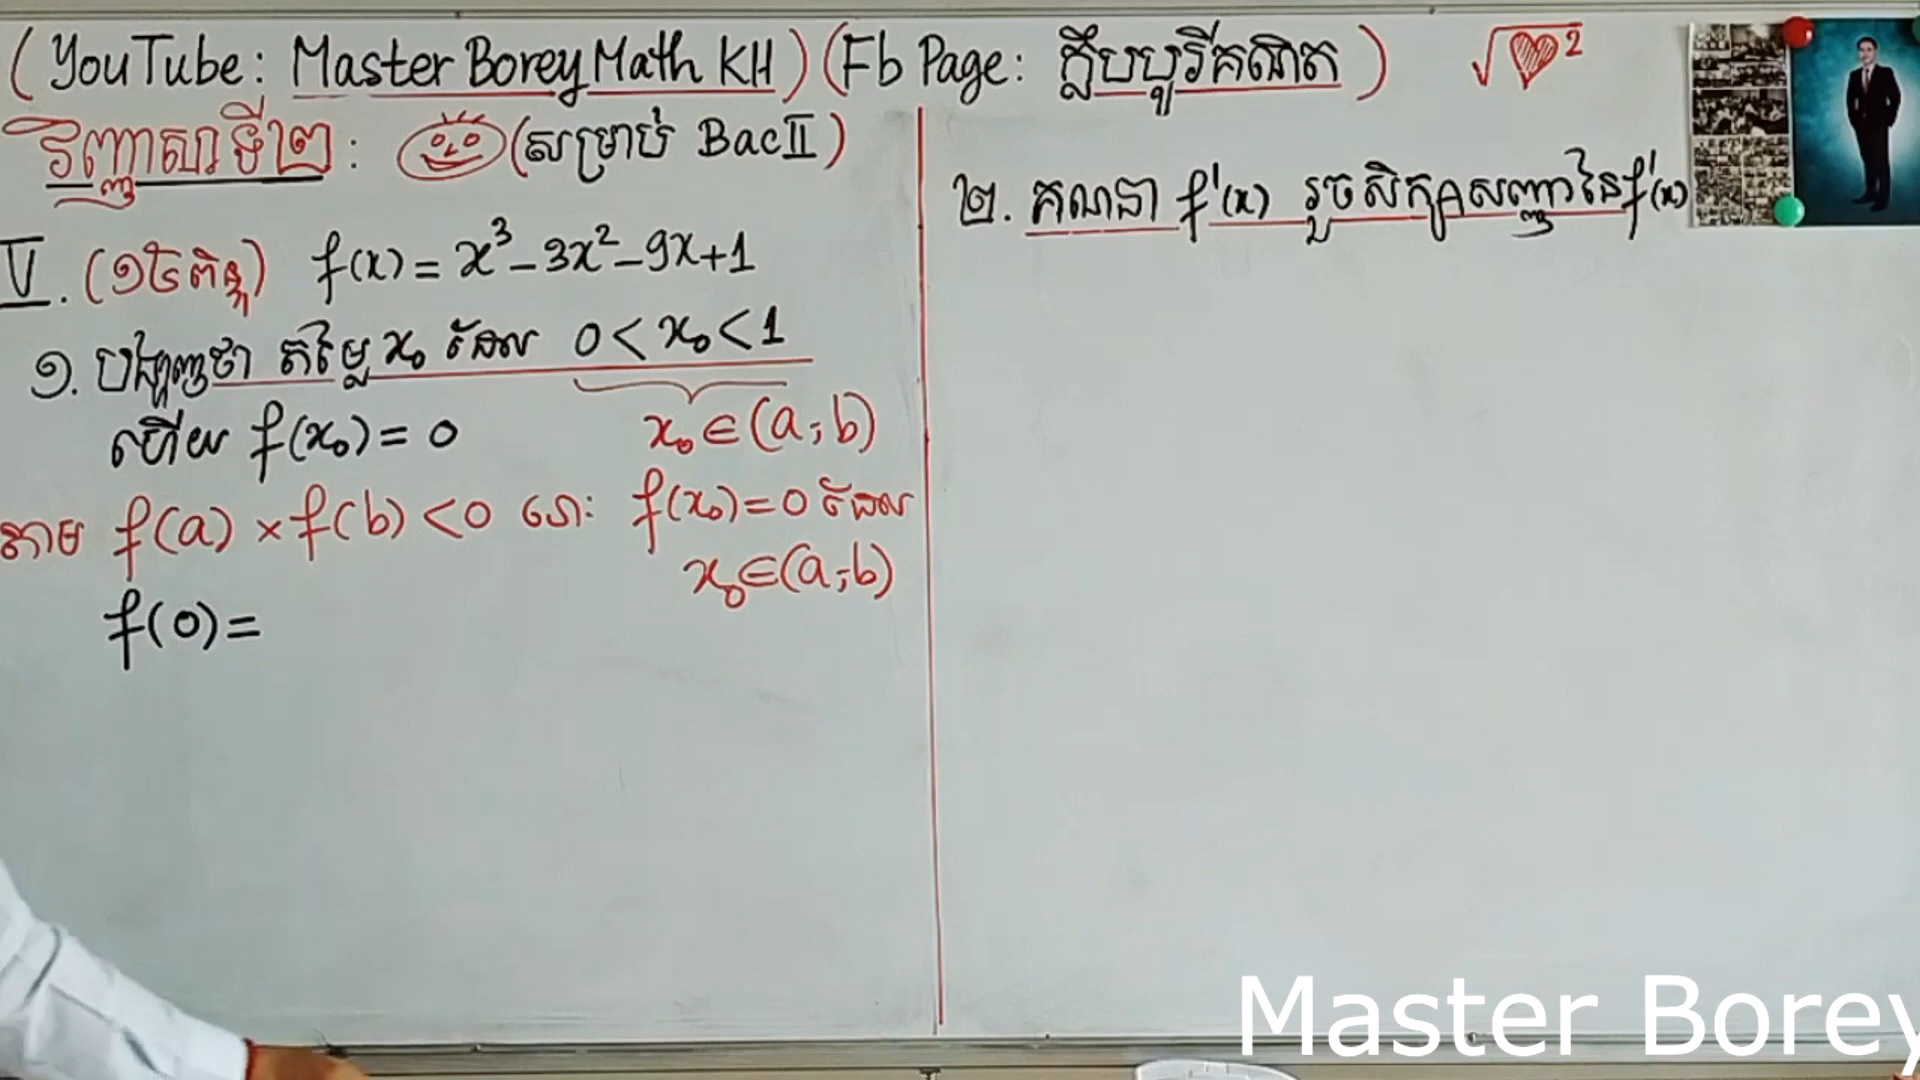 (YouTube: Master Borey Math KH) (Fb Page: ក្លឹបបូរីគណិត) √♥²
វិញ្ញាសាទី២ : (សម្រាប់ BacII)
V. (១៥ពិន្ទុ) f(x) = x³ - 3x² - 9x + 1
១. បង្ហាញថា តម្លៃ x₀ ដែល 0 < x₀ < 1
ហើយ f(x₀) = 0 x₀ ∈ (a ; b)
តាម f(a) × f(b) < 0 នោះ f(x₀) = 0 ដែល
x₀ ∈ (a ; b)
f(0) =
២. គណនា f'(x) រួចសិក្សាសញ្ញានៃ f'(x)
Master Borey